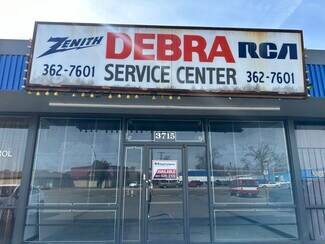 ZENITH DEBRA RCA
362-7601 SERVICE CENTER 362-7601
3715
AVAILABLE